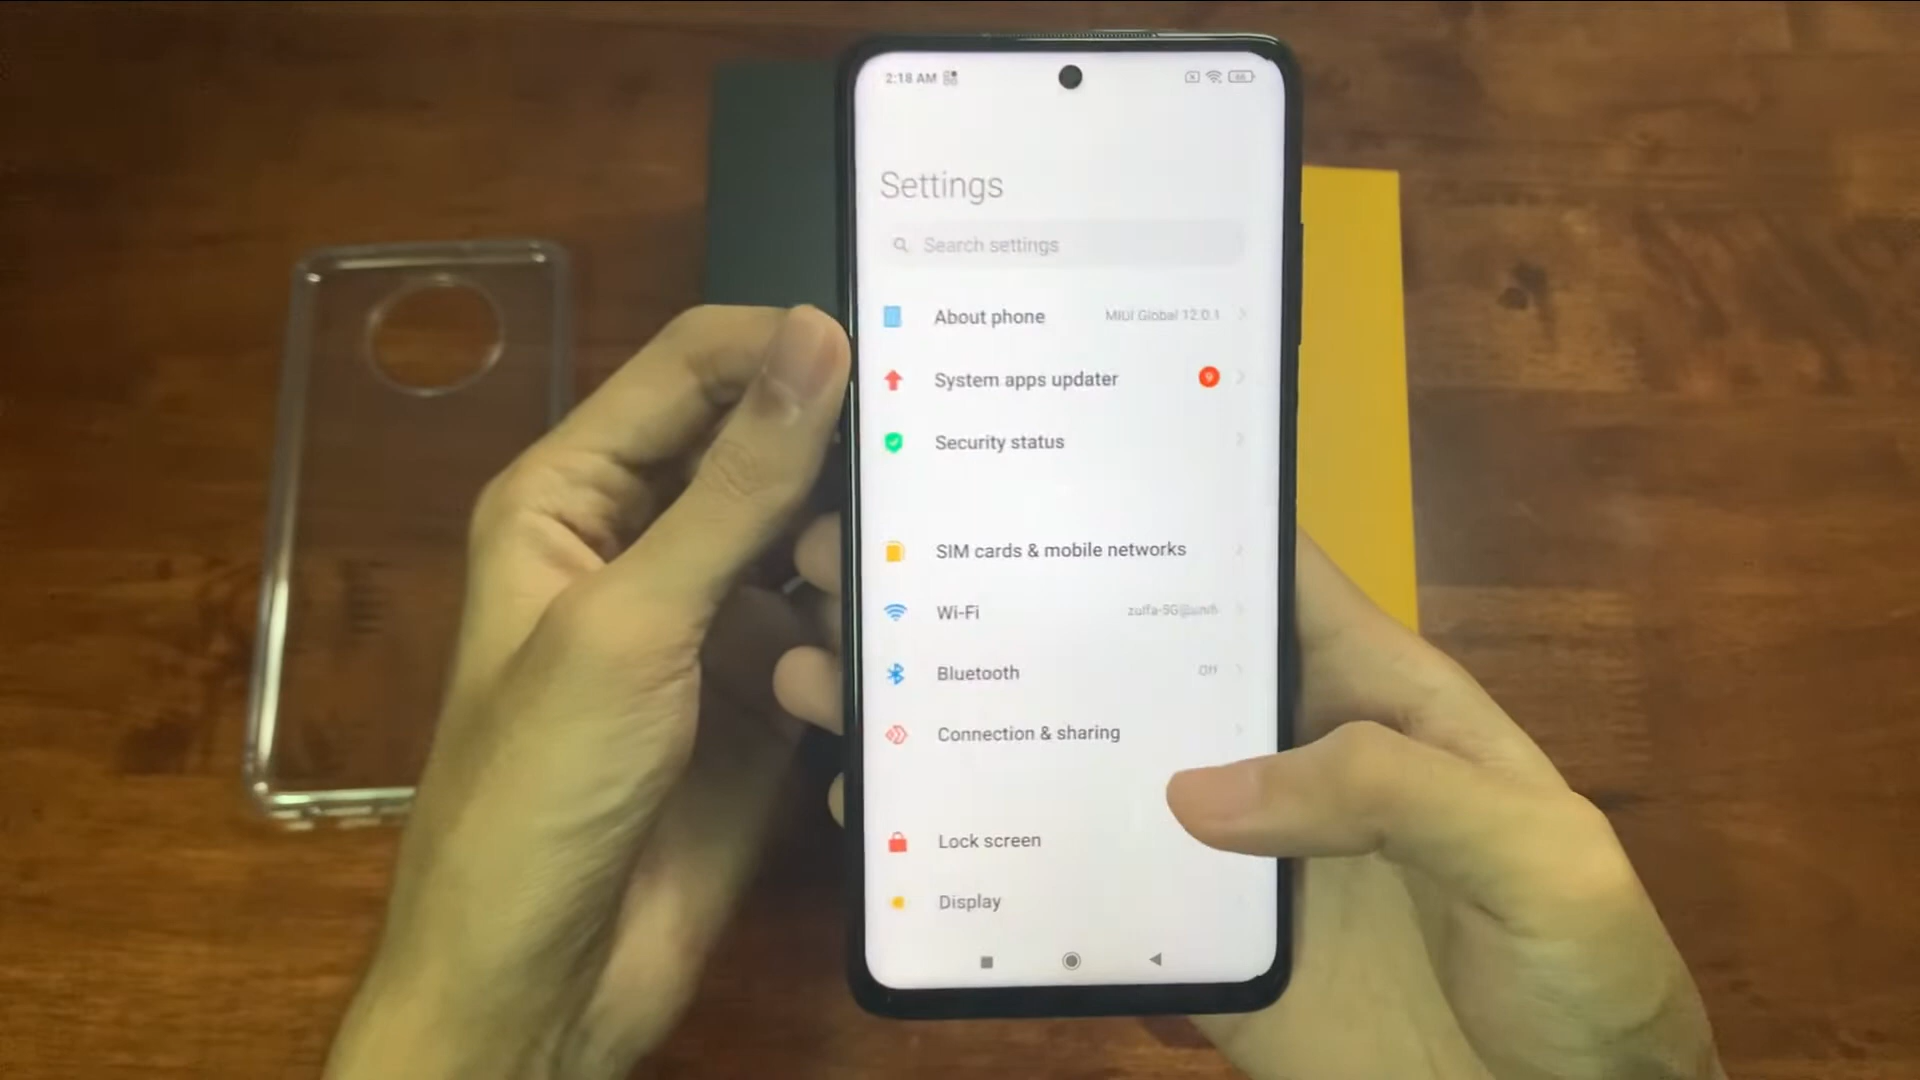 2:18 AM
Settings
Search settings
About phone MIUI Global 12.0.1
System apps updater 9
Security status
SIM cards & mobile networks
Wi-Fi
Bluetooth Off
Connection & sharing
Lock screen
Display